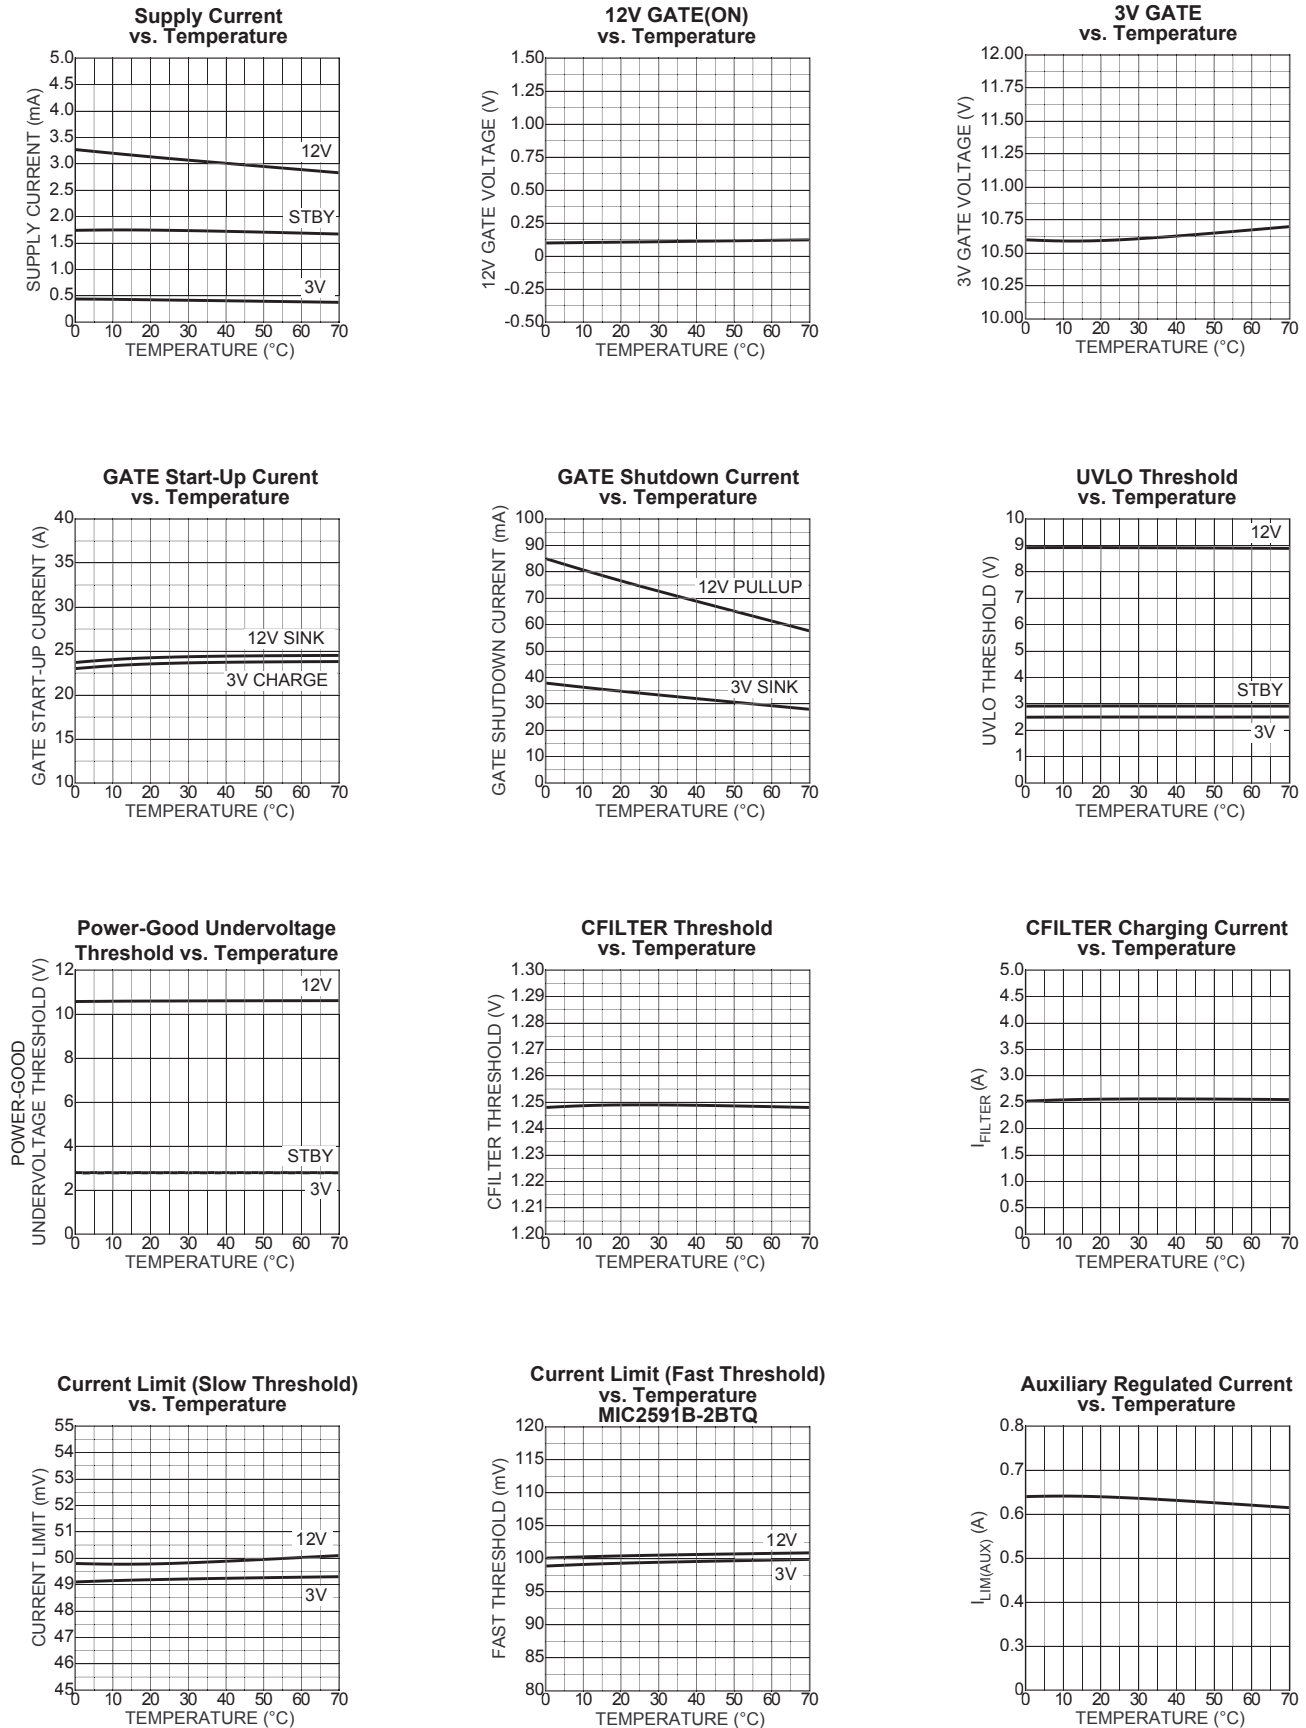 Supply Current
vs. Temperature
5.0
4.5
4.0
3.5
3.0
2.5
2.0
1.5
1.0
0.5
0
SUPPLY CURRENT (mA)
12V
STBY
3V
0 10 20 30 40 50 60 70
TEMPERATURE (°C)
12V GATE(ON)
vs. Temperature
1.50
1.25
1.00
0.75
0.50
0.25
0
-0.25
-0.50
12V GATE VOLTAGE (V)
0 10 20 30 40 50 60 70
TEMPERATURE (°C)
3V GATE
vs. Temperature
12.00
11.75
11.50
11.25
11.00
10.75
10.50
10.25
10.00
3V GATE VOLTAGE (V)
0 10 20 30 40 50 60 70
TEMPERATURE (°C)
GATE Start-Up Curent
vs. Temperature
40
35
30
25
20
15
10
GATE START-UP CURRENT (A)
12V SINK
3V CHARGE
0 10 20 30 40 50 60 70
TEMPERATURE (°C)
GATE Shutdown Current
vs. Temperature
100
90
80
70
60
50
40
30
20
10
0
GATE SHUTDOWN CURRENT (mA)
12V PULLUP
3V SINK
0 10 20 30 40 50 60 70
TEMPERATURE (°C)
UVLO Threshold
vs. Temperature
10
9
8
7
6
5
4
3
2
1
0
UVLO THRESHOLD (V)
12V
STBY
3V
0 10 20 30 40 50 60 70
TEMPERATURE (°C)
Power-Good Undervoltage
Threshold vs. Temperature
12
10
8
6
4
2
0
POWER-GOOD
UNDERVOLTAGE THRESHOLD (V)
12V
STBY
3V
0 10 20 30 40 50 60 70
TEMPERATURE (°C)
CFILTER Threshold
vs. Temperature
1.30
1.29
1.28
1.27
1.26
1.25
1.24
1.23
1.22
1.21
1.20
CFILTER THRESHOLD (V)
0 10 20 30 40 50 60 70
TEMPERATURE (°C)
CFILTER Charging Current
vs. Temperature
5.0
4.5
4.0
3.5
3.0
2.5
2.0
1.5
1.0
0.5
0
IFILTER (A)
0 10 20 30 40 50 60 70
TEMPERATURE (°C)
Current Limit (Slow Threshold)
vs. Temperature
55
54
53
52
51
50
49
48
47
46
45
CURRENT LIMIT (mV)
12V
3V
0 10 20 30 40 50 60 70
TEMPERATURE (°C)
Current Limit (Fast Threshold)
vs. Temperature
MIC2591B-2BTQ
120
115
110
105
100
95
90
85
80
FAST THRESHOLD (mV)
12V
3V
0 10 20 30 40 50 60 70
TEMPERATURE (°C)
Auxiliary Regulated Current
vs. Temperature
0.8
0.7
0.6
0.5
0.4
0.3
0
ILIM(AUX) (A)
0 10 20 30 40 50 60 70
TEMPERATURE (°C)